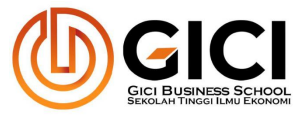 GICI
GICI BUSINESS SCHOOL
SEKOLAH TINGGI ILMU EKONOMI